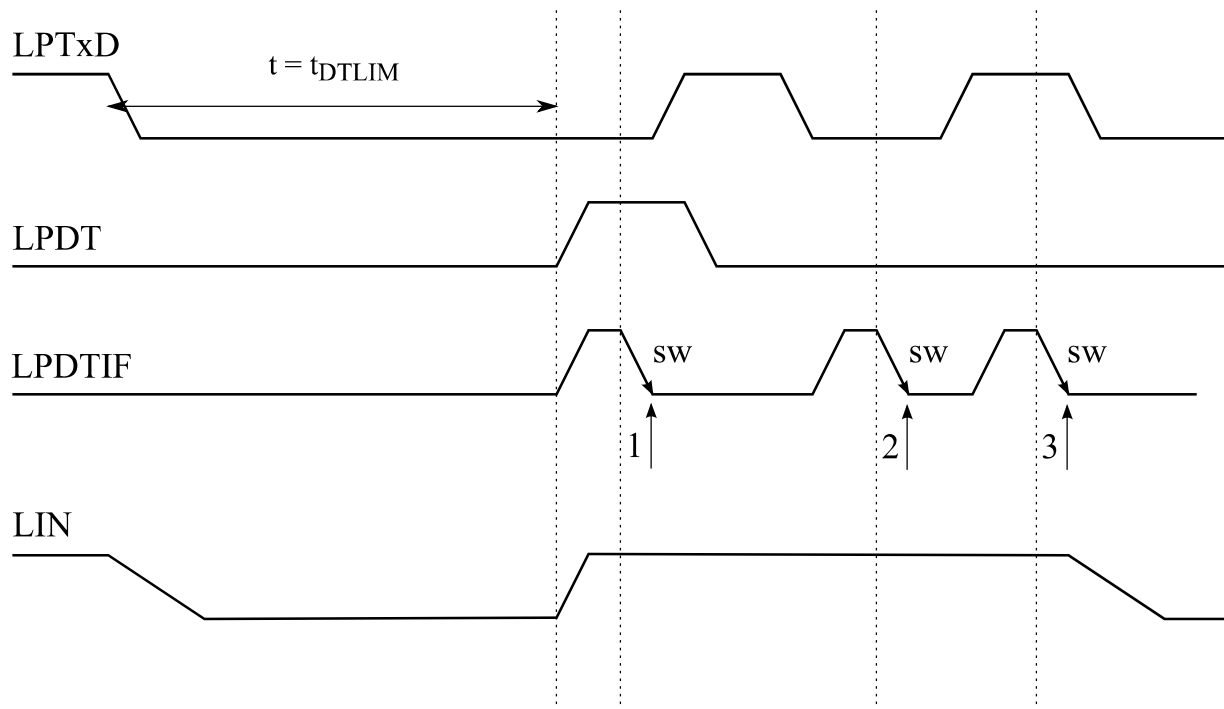 LPTxD
t = tDTLIM
LPDT
LPDTIF
sw
sw
sw
1
2
3
LIN